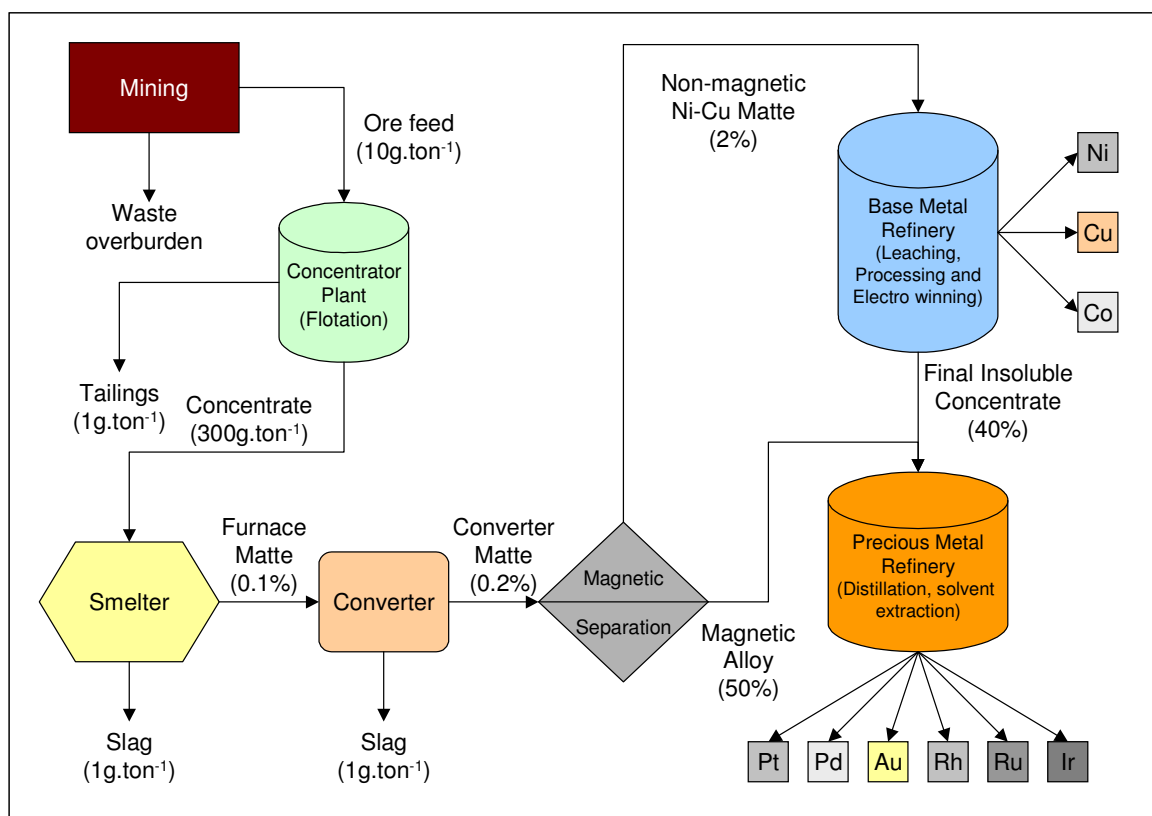 Mining
Ore feed
(10g.ton⁻¹)
Waste
overburden
Concentrator
Plant
(Flotation)
Tailings
(1g.ton⁻¹)
Concentrate
(300g.ton⁻¹)
Smelter
Slag
(1g.ton⁻¹)
Furnace
Matte
(0.1%)
Converter
Slag
(1g.ton⁻¹)
Converter
Matte
(0.2%)
Magnetic
Separation
Non-magnetic
Ni-Cu Matte
(2%)
Base Metal
Refinery
(Leaching,
Processing and
Electro winning)
Ni
Cu
Co
Final Insoluble
Concentrate
(40%)
Magnetic
Alloy
(50%)
Precious Metal
Refinery
(Distillation, solvent
extraction)
Pt
Pd
Au
Rh
Ru
Ir